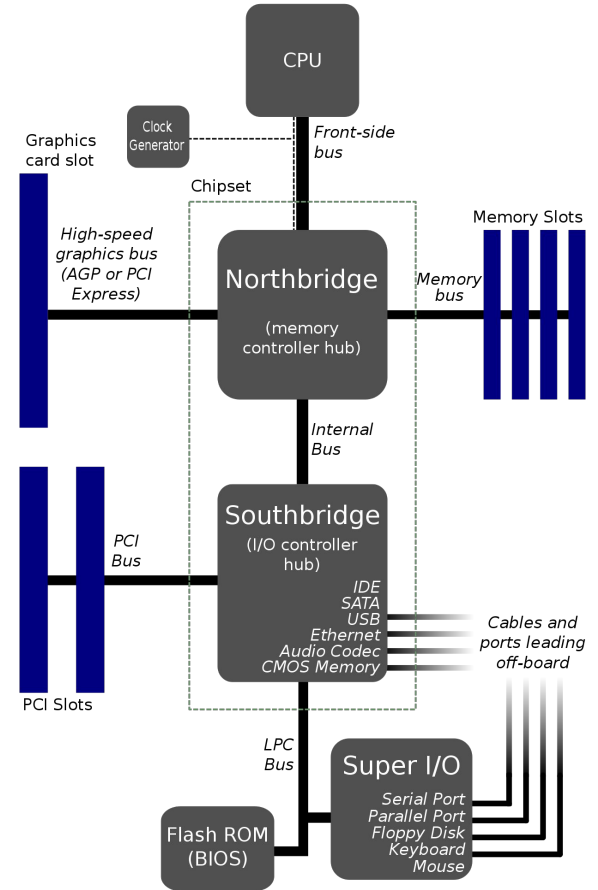 CPU
Clock
Generator
Front-side
bus
Graphics
card slot
Chipset
High-speed
graphics bus
(AGP or PCI
Express)
Northbridge
(memory
controller hub)
Memory Slots
Memory
bus
Internal
Bus
PCI
Bus
PCI Slots
Southbridge
(I/O controller
hub)
IDE
SATA
USB
Ethernet
Audio Codec
CMOS Memory
Cables and
ports leading
off-board
LPC
Bus
Super I/O
Serial Port
Parallel Port
Floppy Disk
Keyboard
Mouse
Flash ROM
(BIOS)